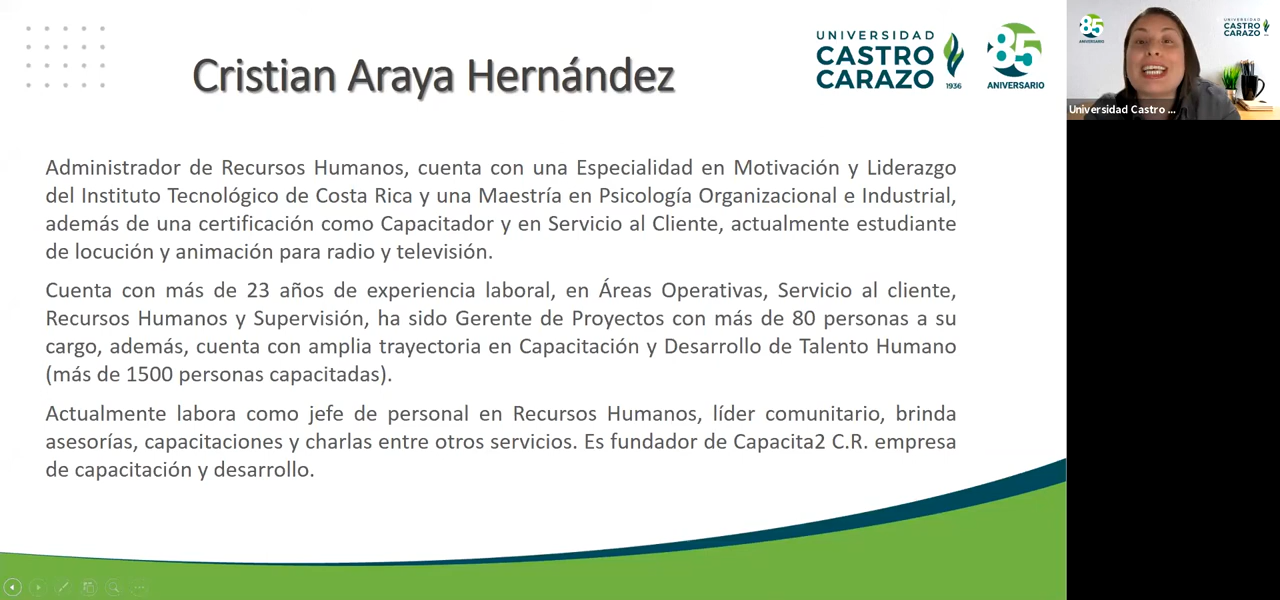 Cristian Araya Hernández
UNIVERSIDAD
CASTRO
CARAZO
1936
85
ANIVERSARIO
Administrador de Recursos Humanos, cuenta con una Especialidad en Motivación y Liderazgo
del Instituto Tecnológico de Costa Rica y una Maestría en Psicología Organizacional e Industrial,
además de una certificación como Capacitador y en Servicio al Cliente, actualmente estudiante
de locución y animación para radio y televisión.
Cuenta con más de 23 años de experiencia laboral, en Áreas Operativas, Servicio al cliente,
Recursos Humanos y Supervisión, ha sido Gerente de Proyectos con más de 80 personas a su
cargo, además, cuenta con amplia trayectoria en Capacitación y Desarrollo de Talento Humano
(más de 1500 personas capacitadas).
Actualmente labora como jefe de personal en Recursos Humanos, líder comunitario, brinda
asesorías, capacitaciones y charlas entre otros servicios. Es fundador de Capacita2 C.R. empresa
de capacitación y desarrollo.
85
ANIVERSARIO
UNIVERSIDAD
CASTRO
CARAZO
Universidad Castro ...